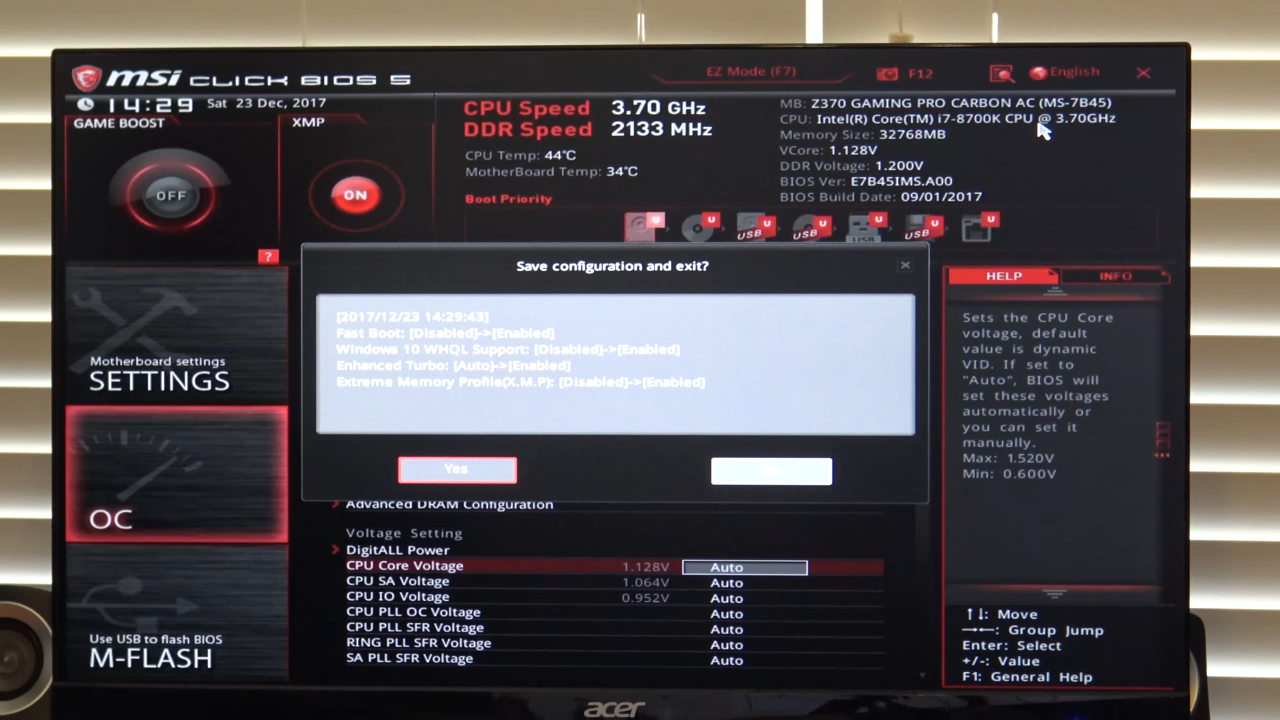 msi CLICK BIOS 5
EZ Mode (F7)
F12
English
14:29 Sat 23 Dec, 2017
GAME BOOST
XMP
OFF
ON
CPU Speed 3.70 GHz
DDR Speed 2133 MHz
CPU Temp: 44°C
MotherBoard Temp: 34°C
MB: Z370 GAMING PRO CARBON AC (MS-7B45)
CPU: Intel(R) Core(TM) i7-8700K CPU @ 3.70GHz
Memory Size: 32768MB
VCore: 1.128V
DDR Voltage: 1.200V
BIOS Ver: E7B45IMS.A00
BIOS Build Date: 09/01/2017
Boot Priority
U U U U U U U
USB USB USB USB
?
Save configuration and exit?
[2017/12/23 14:29:43]
Fast Boot: [Disabled]->[Enabled]
Windows 10 WHQL Support: [Disabled]->[Enabled]
Enhanced Turbo: [Auto]->[Enabled]
Extreme Memory Profile(X.M.P): [Disabled]->[Enabled]
Yes
Motherboard settings
SETTINGS
OC
Use USB to flash BIOS
M-FLASH
Advanced DRAM Configuration
Voltage Setting
DigitALL Power
CPU Core Voltage 1.128V Auto
CPU SA Voltage 1.064V Auto
CPU IO Voltage 0.952V Auto
CPU PLL OC Voltage Auto
CPU PLL SFR Voltage Auto
RING PLL SFR Voltage Auto
SA PLL SFR Voltage Auto
HELP
INFO
Sets the CPU Core
voltage, default
value is dynamic
VID. If set to
"Auto", BIOS will
set these voltages
automatically or
you can set it
manually.
Max: 1.520V
Min: 0.600V
↑↓: Move
→←: Group Jump
Enter: Select
+/-: Value
F1: General Help
acer